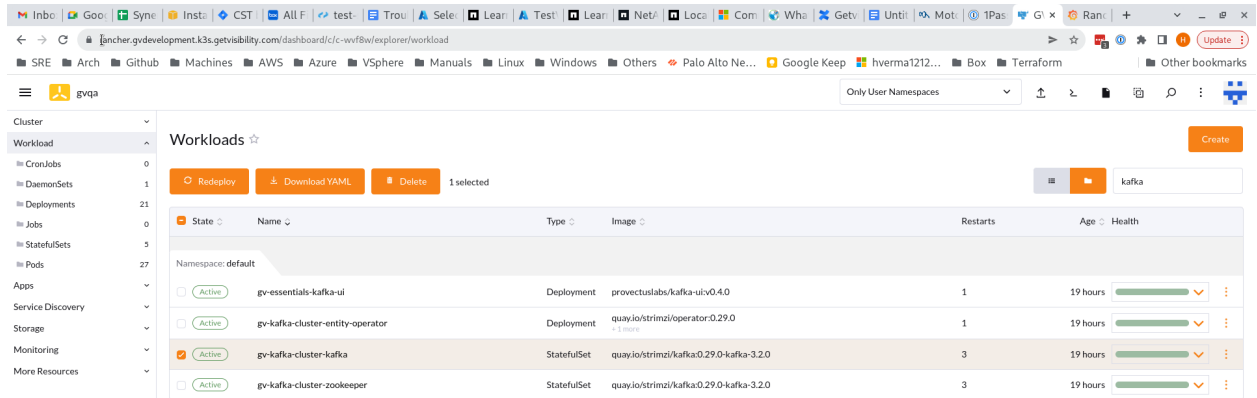 Inbo Goog Syne Insta CST All F test- Trou Selec Lear Testi Lear NetA Loca Com Wha Getv Untit Mot 1Pas G\ Ranc
rancher.gvdevelopment.k3s.getvisibility.com/dashboard/c/c-wvf8w/explorer/workload
Update
SRE Arch Github Machines AWS Azure VSphere Manuals Linux Windows Others Palo Alto Ne... Google Keep hverma1212... Box Terraform Other bookmarks
gvqa Only User Namespaces
Cluster
Workload
CronJobs 0
DaemonSets 1
Deployments 21
Jobs 0
StatefulSets 5
Pods 27
Apps
Service Discovery
Storage
Monitoring
More Resources
Workloads Create
Redeploy Download YAML Delete 1 selected kafka
State Name Type Image Restarts Age Health
Namespace: default
Active gv-essentials-kafka-ui Deployment provectuslabs/kafka-ui:v0.4.0 1 19 hours
Active gv-kafka-cluster-entity-operator Deployment quay.io/strimzi/operator:0.29.0 1 19 hours
+ 1 more
Active gv-kafka-cluster-kafka StatefulSet quay.io/strimzi/kafka:0.29.0-kafka-3.2.0 3 19 hours
Active gv-kafka-cluster-zookeeper StatefulSet quay.io/strimzi/kafka:0.29.0-kafka-3.2.0 3 19 hours